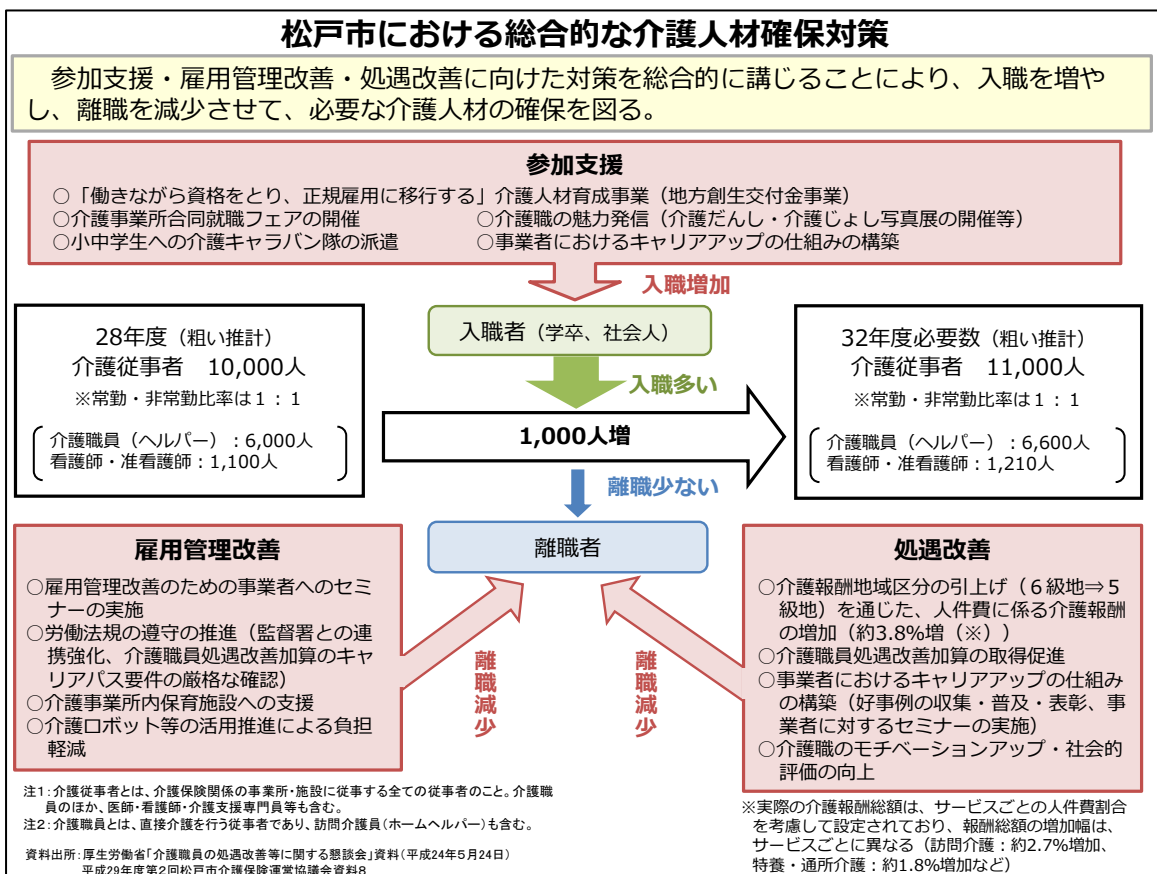 松戸市における総合的な介護人材確保対策
参加支援・雇用管理改善・処遇改善に向けた対策を総合的に講じることにより、入職を増や
し、離職を減少させて、必要な介護人材の確保を図る。
参加支援
○「働きながら資格をとり、正規雇用に移行する」介護人材育成事業（地方創生交付金事業）
○介護事業所合同就職フェアの開催
○介護職の魅力発信（介護だんし・介護じょし写真展の開催等）
○小中学生への介護キャラバン隊の派遣
○事業者におけるキャリアアップの仕組みの構築
入職増加
入職者（学卒、社会人）
入職多い
28年度（粗い推計）
介護従事者　10,000人
※常勤・非常勤比率は１：１
介護職員（ヘルパー）：6,000人
看護師・准看護師：1,100人
1,000人増
32年度必要数（粗い推計）
介護従事者　11,000人
※常勤・非常勤比率は１：１
介護職員（ヘルパー）：6,600人
看護師・准看護師：1,210人
離職少ない
離職者
雇用管理改善
○雇用管理改善のための事業者へのセミ
ナーの実施
○労働法規の遵守の推進（監督署との連
携強化、介護職員処遇改善加算のキャ
リアパス要件の厳格な確認）
○介護事業所内保育施設への支援
○介護ロボット等の活用推進による負担
軽減
離職減少
離職減少
処遇改善
○介護報酬地域区分の引上げ（６級地⇒５
級地）を通じた、人件費に係る介護報酬
の増加（約3.8%増（※））
○介護職員処遇改善加算の取得促進
○事業者におけるキャリアアップの仕組み
の構築（好事例の収集・普及・表彰、事
業者に対するセミナーの実施）
○介護職のモチベーションアップ・社会的
評価の向上
注1：介護従事者とは、介護保険関係の事業所・施設に従事する全ての従事者のこと。介護職
員のほか、医師・看護師・介護支援専門員等も含む。
注2：介護職員とは、直接介護を行う従事者であり、訪問介護員（ホームヘルパー）も含む。
資料出所：厚生労働省「介護職員の処遇改善等に関する懇談会」資料（平成24年5月24日）
平成29年度第2回松戸市介護保険運営協議会資料8
※実際の介護報酬総額は、サービスごとの人件費割合
を考慮して設定されており、報酬総額の増加幅は、
サービスごとに異なる（訪問介護：約2.7%増加、
特養・通所介護：約1.8%増加など）